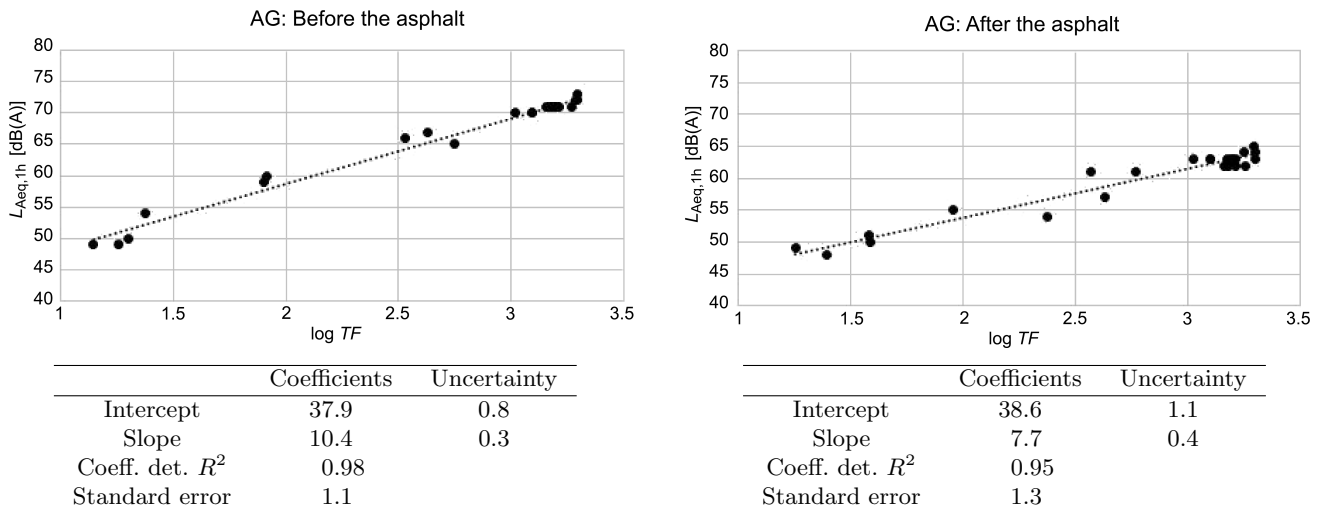 AG: Before the asphalt
80
75
70
65
60
55
50
45
40
L_Aeq,1h [dB(A)]
1 1.5 2 2.5 3 3.5
log TF
Coefficients Uncertainty
Intercept 37.9 0.8
Slope 10.4 0.3
Coeff. det. R² 0.98
Standard error 1.1
AG: After the asphalt
80
75
70
65
60
55
50
45
40
L_Aeq,1h [dB(A)]
1 1.5 2 2.5 3 3.5
log TF
Coefficients Uncertainty
Intercept 38.6 1.1
Slope 7.7 0.4
Coeff. det. R² 0.95
Standard error 1.3